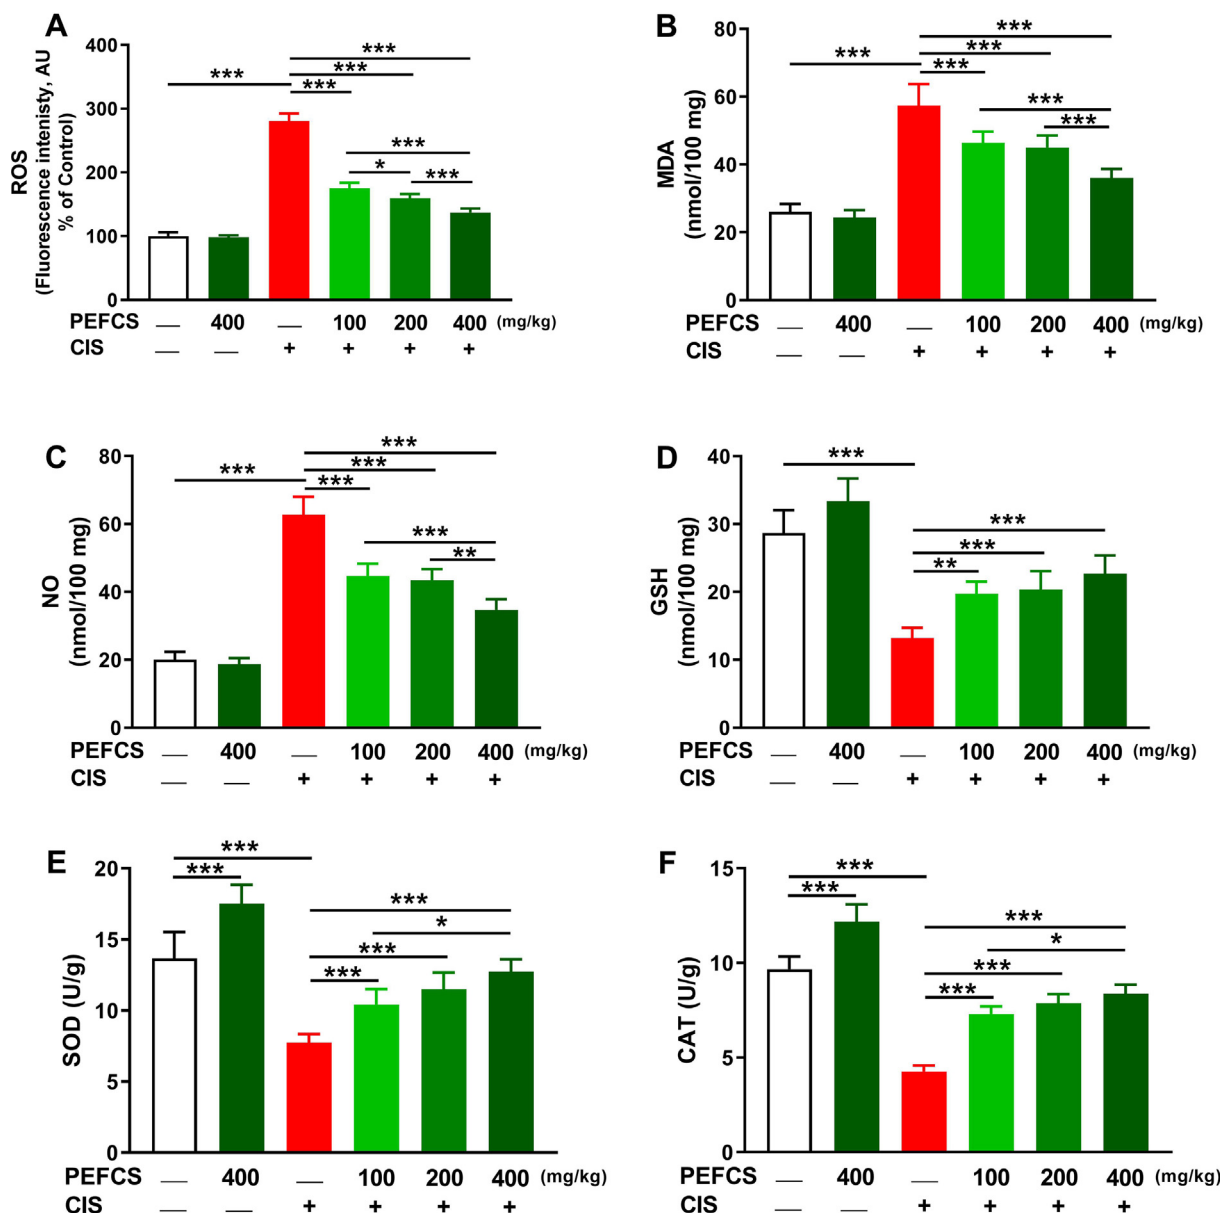 A
ROS
(Fluorescence intenisty, AU
% of Control)
400
300
200
100
0
***
***
***
***
***
*
***
PEFCS — 400 — 100 200 400 (mg/kg)
CIS — — + + + +
B
MDA
(nmol/100 mg)
80
60
40
20
0
***
***
***
***
***
***
PEFCS — 400 — 100 200 400 (mg/kg)
CIS — — + + + +
C
NO
(nmol/100 mg)
80
60
40
20
0
***
***
***
***
***
**
PEFCS — 400 — 100 200 400 (mg/kg)
CIS — — + + + +
D
GSH
(nmol/100 mg)
40
30
20
10
0
***
***
***
**
PEFCS — 400 — 100 200 400 (mg/kg)
CIS — — + + + +
E
SOD (U/g)
20
15
10
5
0
***
***
***
*
***
***
PEFCS — 400 — 100 200 400 (mg/kg)
CIS — — + + + +
F
CAT (U/g)
15
10
5
0
***
***
***
*
***
***
PEFCS — 400 — 100 200 400 (mg/kg)
CIS — — + + + +